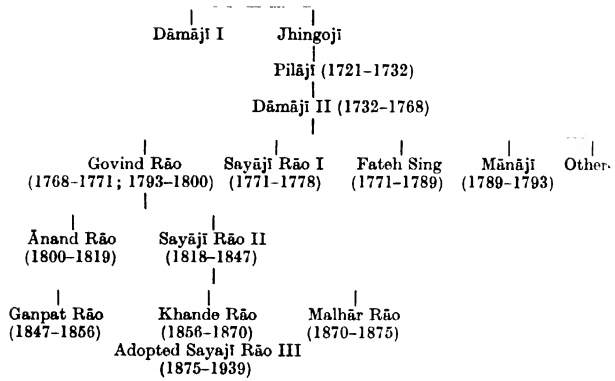 Dāmājī I Jhingojī
Pilājī (1721–1732)
Dāmājī II (1732–1768)
Govind Rāo Sayājī Rāo I Fateh Sing Mānājī Other-
(1768–1771; 1793–1800) (1771–1778) (1771–1789) (1789–1793)
Ānand Rāo Sayājī Rāo II
(1800–1819) (1818–1847)
Ganpat Rāo Khande Rāo Malhār Rāo
(1847–1856) (1856–1870) (1870–1875)
Adopted Sayajī Rāo III
(1875–1939)